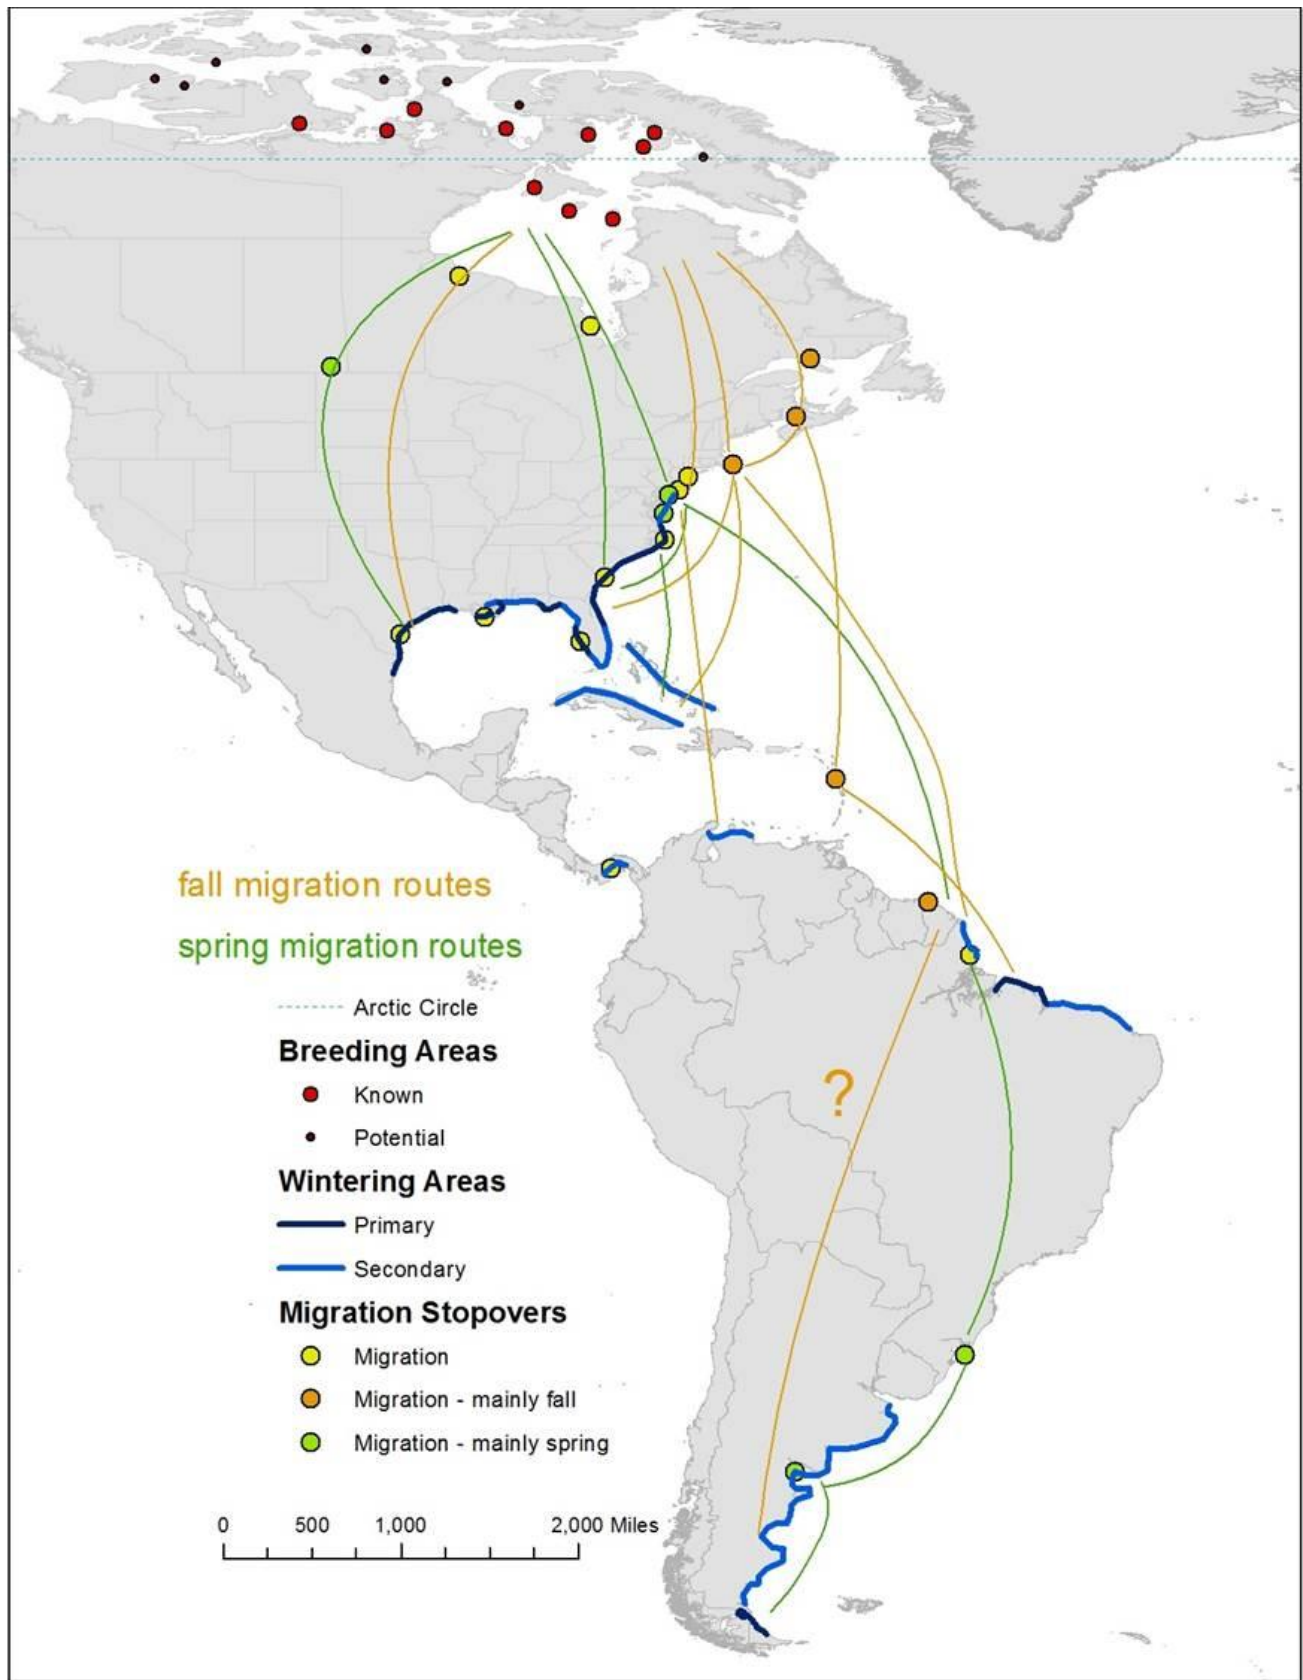 ?
fall migration routes
spring migration routes
Arctic Circle
Breeding Areas
Known
Potential
Wintering Areas
Primary
Secondary
Migration Stopovers
Migration
Migration - mainly fall
Migration - mainly spring
0 500 1,000 2,000 Miles